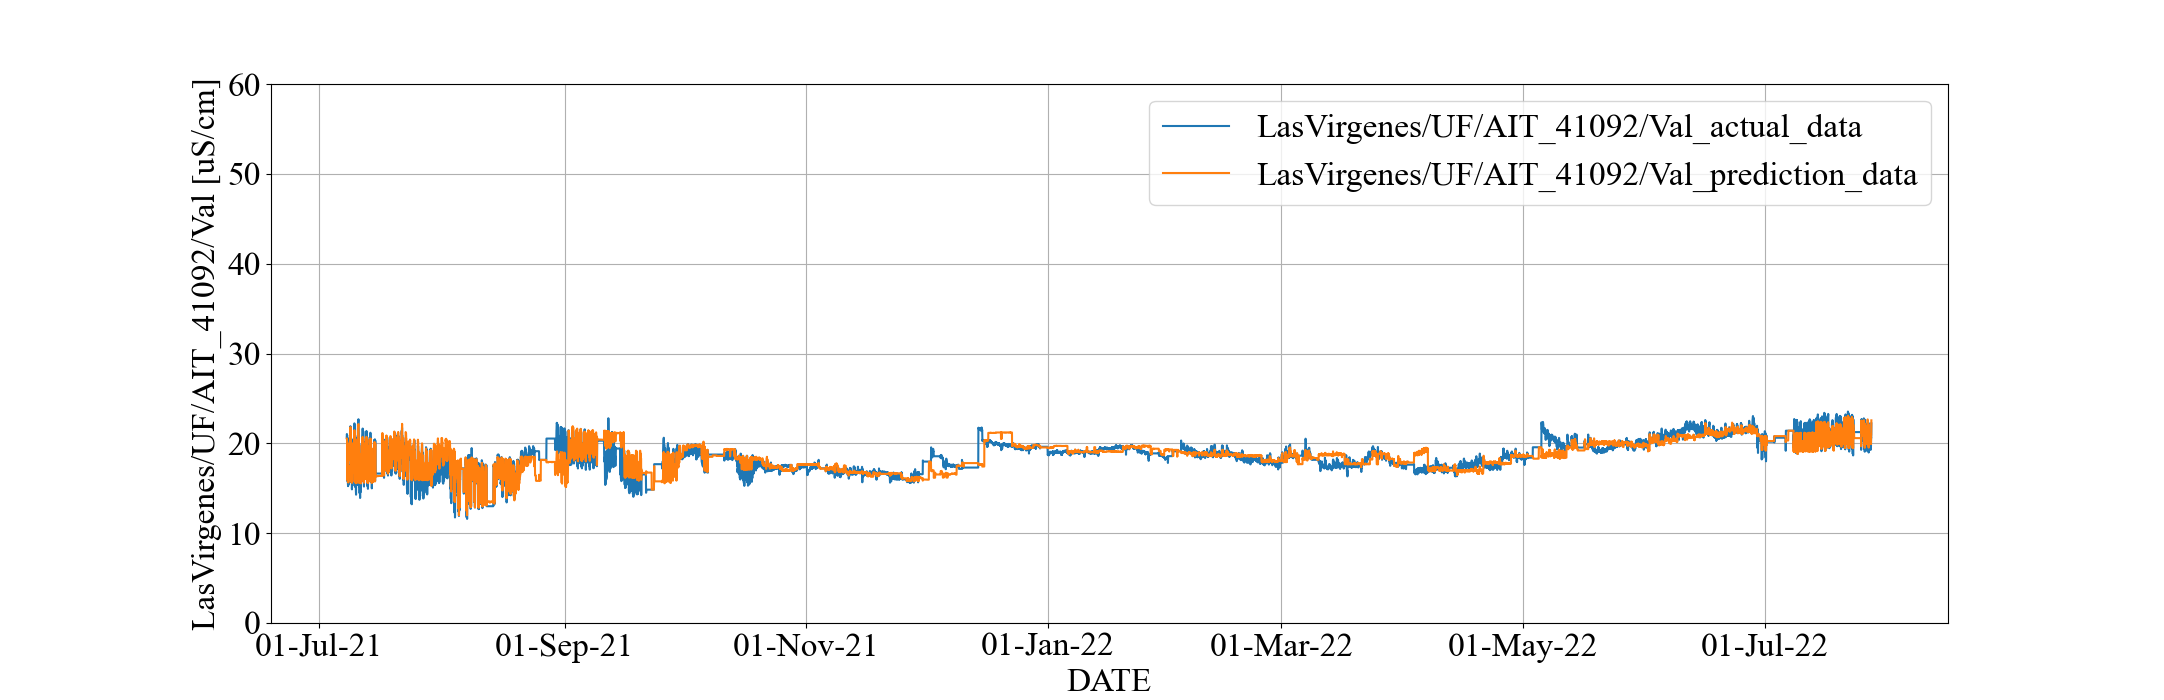 LasVirgenes/UF/AIT_41092/Val [uS/cm]
60
50
40
30
20
10
0
LasVirgenes/UF/AIT_41092/Val_actual_data
LasVirgenes/UF/AIT_41092/Val_prediction_data
01-Jul-21 01-Sep-21 01-Nov-21 01-Jan-22 01-Mar-22 01-May-22 01-Jul-22
DATE